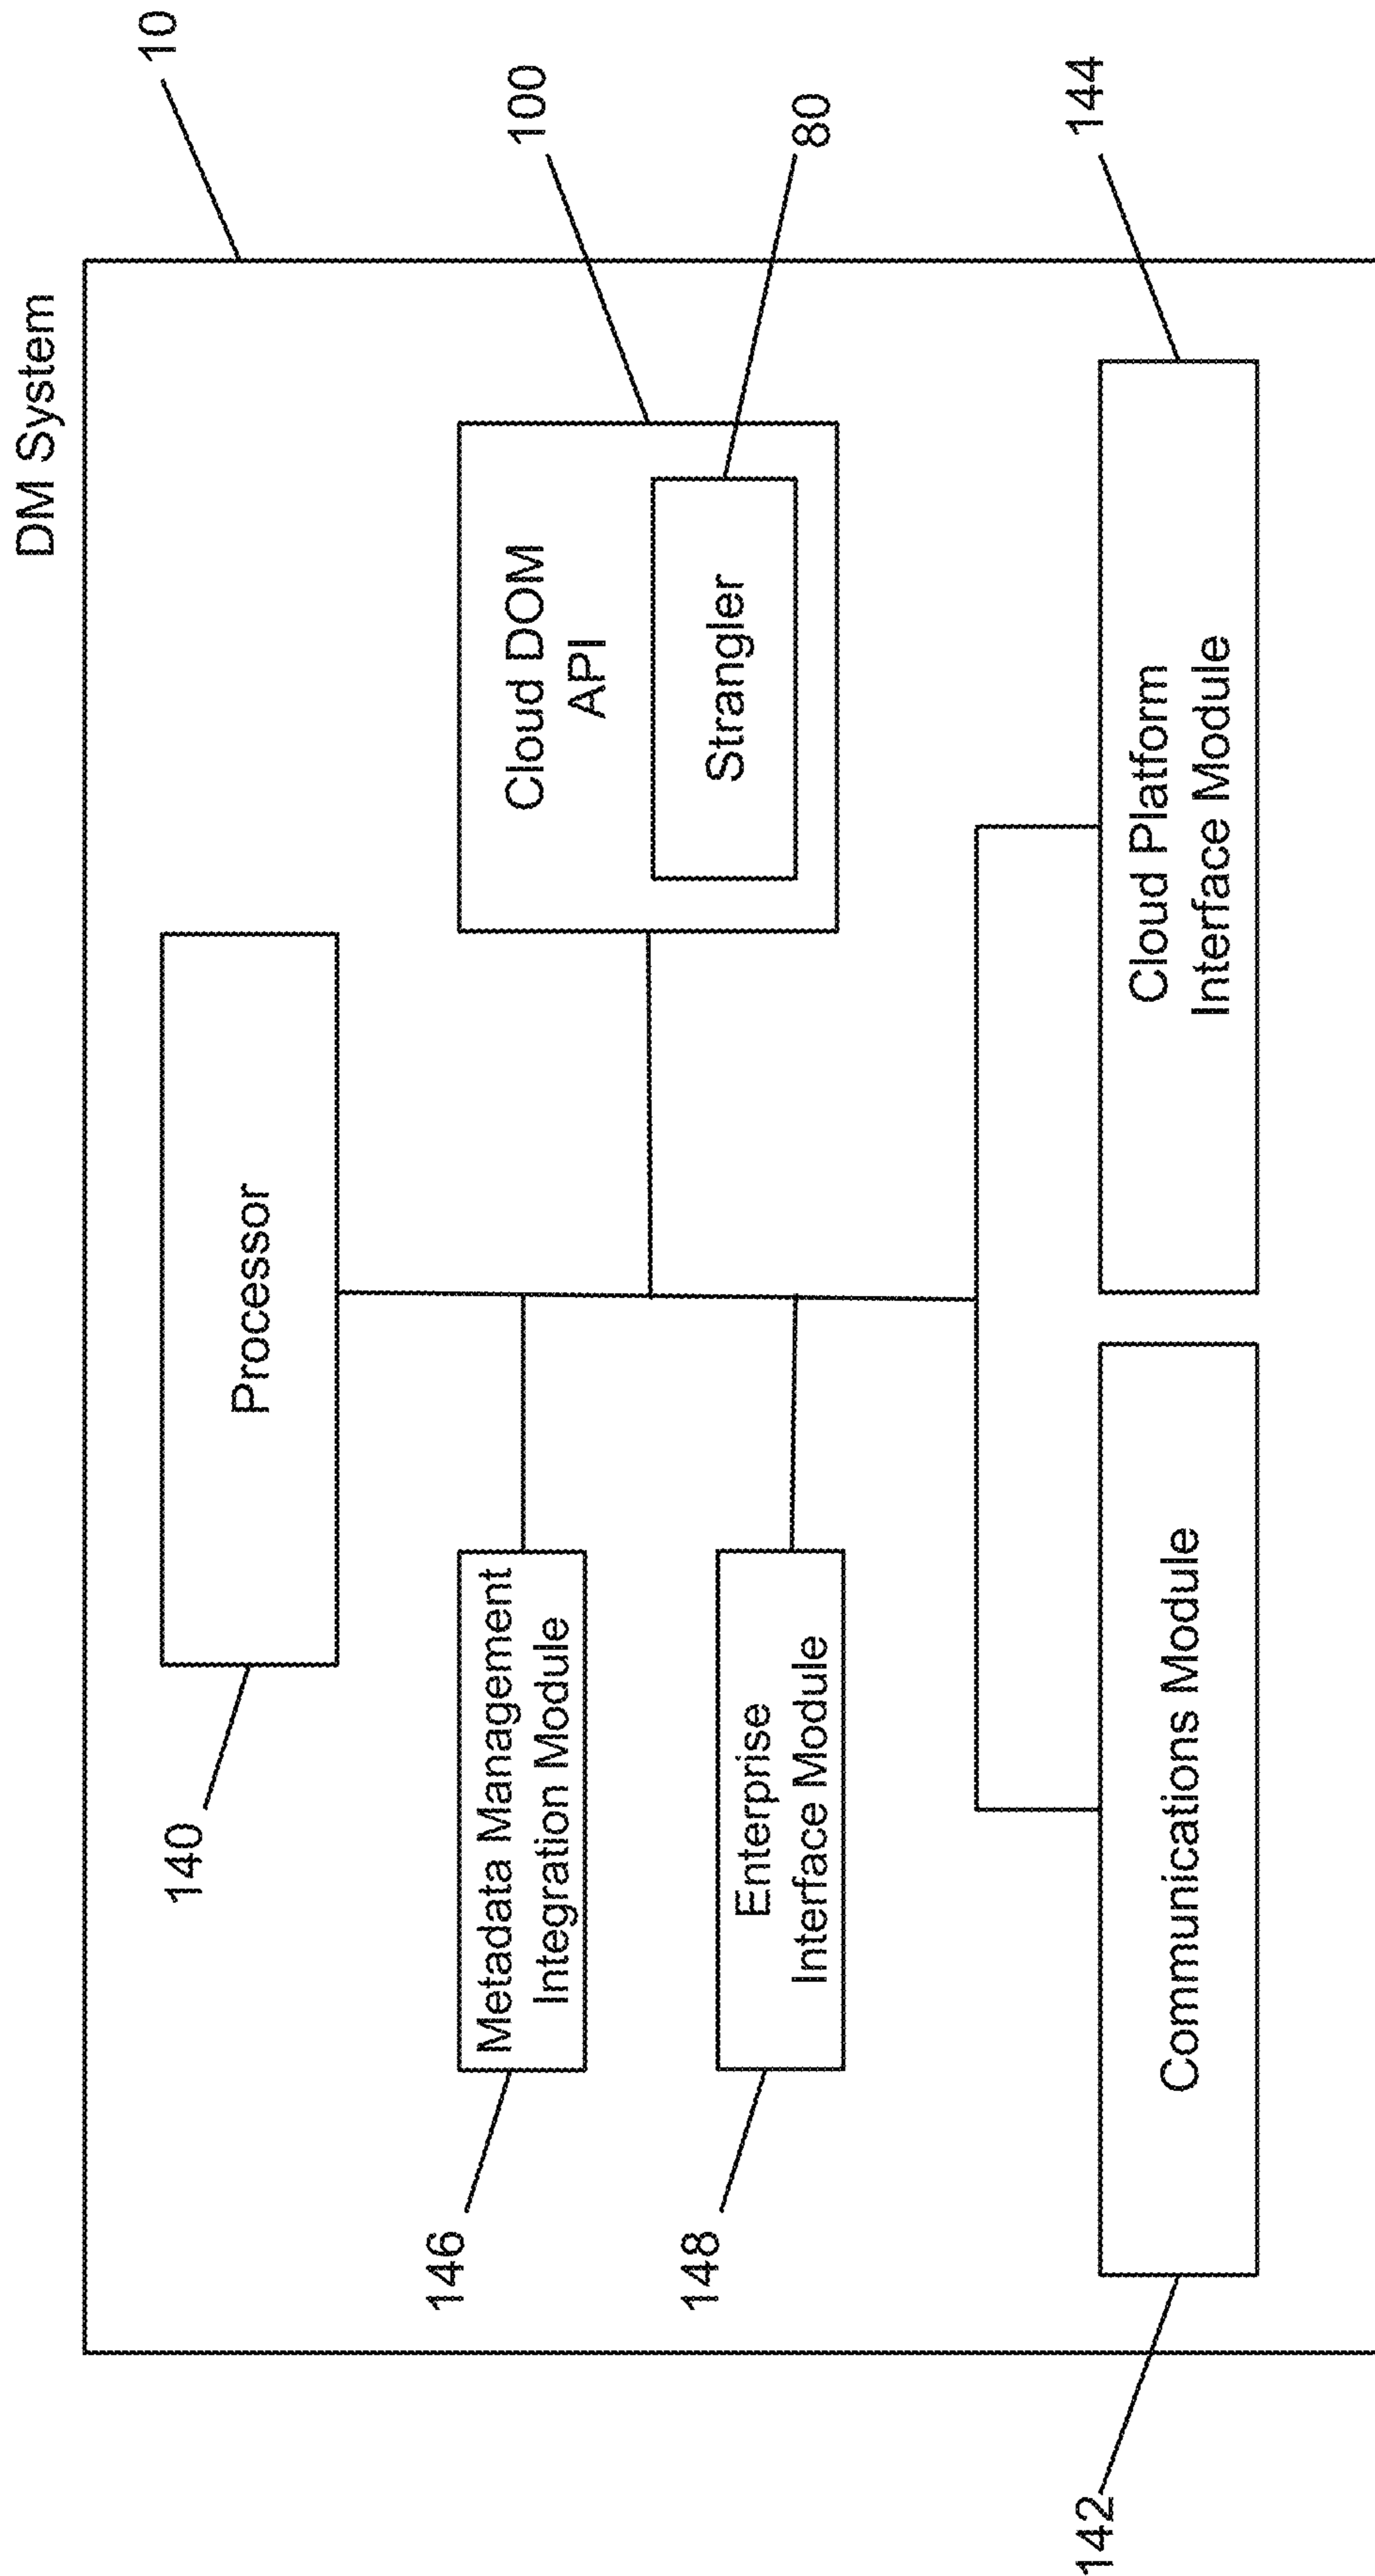 DM System
10
Processor
140
Metadata Management
Integration Module
146
Cloud DOM
API
100
Strangler
80
Enterprise
Interface Module
148
Communications Module
142
Cloud Platform
Interface Module
144